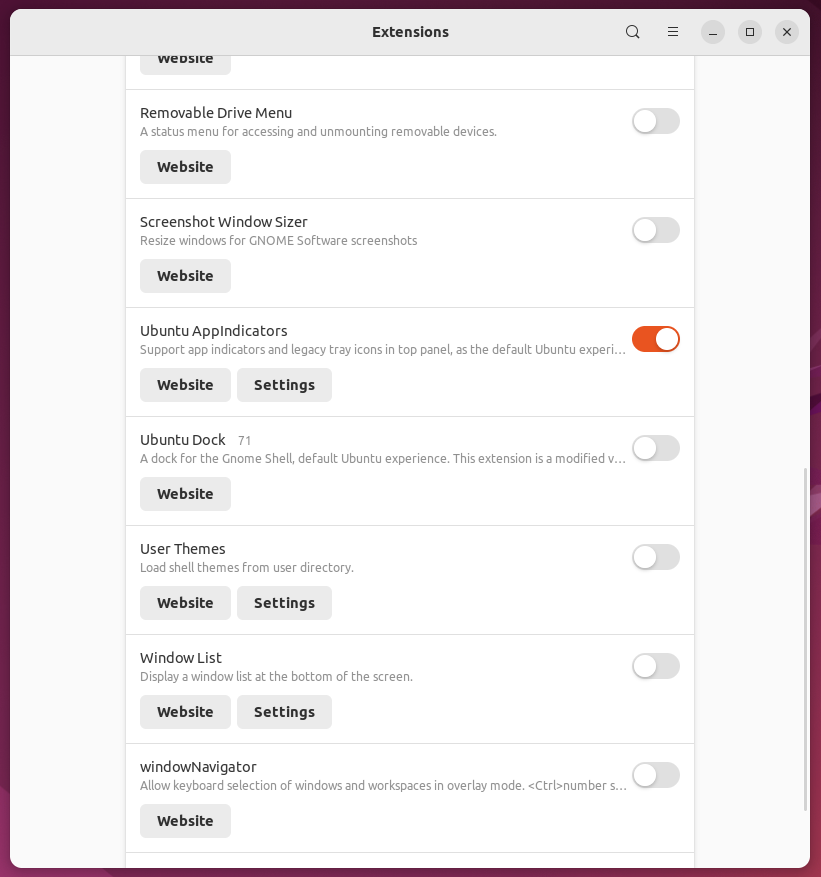 Extensions
Website
Removable Drive Menu
A status menu for accessing and unmounting removable devices.
Website
Screenshot Window Sizer
Resize windows for GNOME Software screenshots
Website
Ubuntu AppIndicators
Support app indicators and legacy tray icons in top panel, as the default Ubuntu experi…
Website Settings
Ubuntu Dock 71
A dock for the Gnome Shell, default Ubuntu experience. This extension is a modified v…
Website
User Themes
Load shell themes from user directory.
Website Settings
Window List
Display a window list at the bottom of the screen.
Website Settings
windowNavigator
Allow keyboard selection of windows and workspaces in overlay mode. <Ctrl>number s…
Website